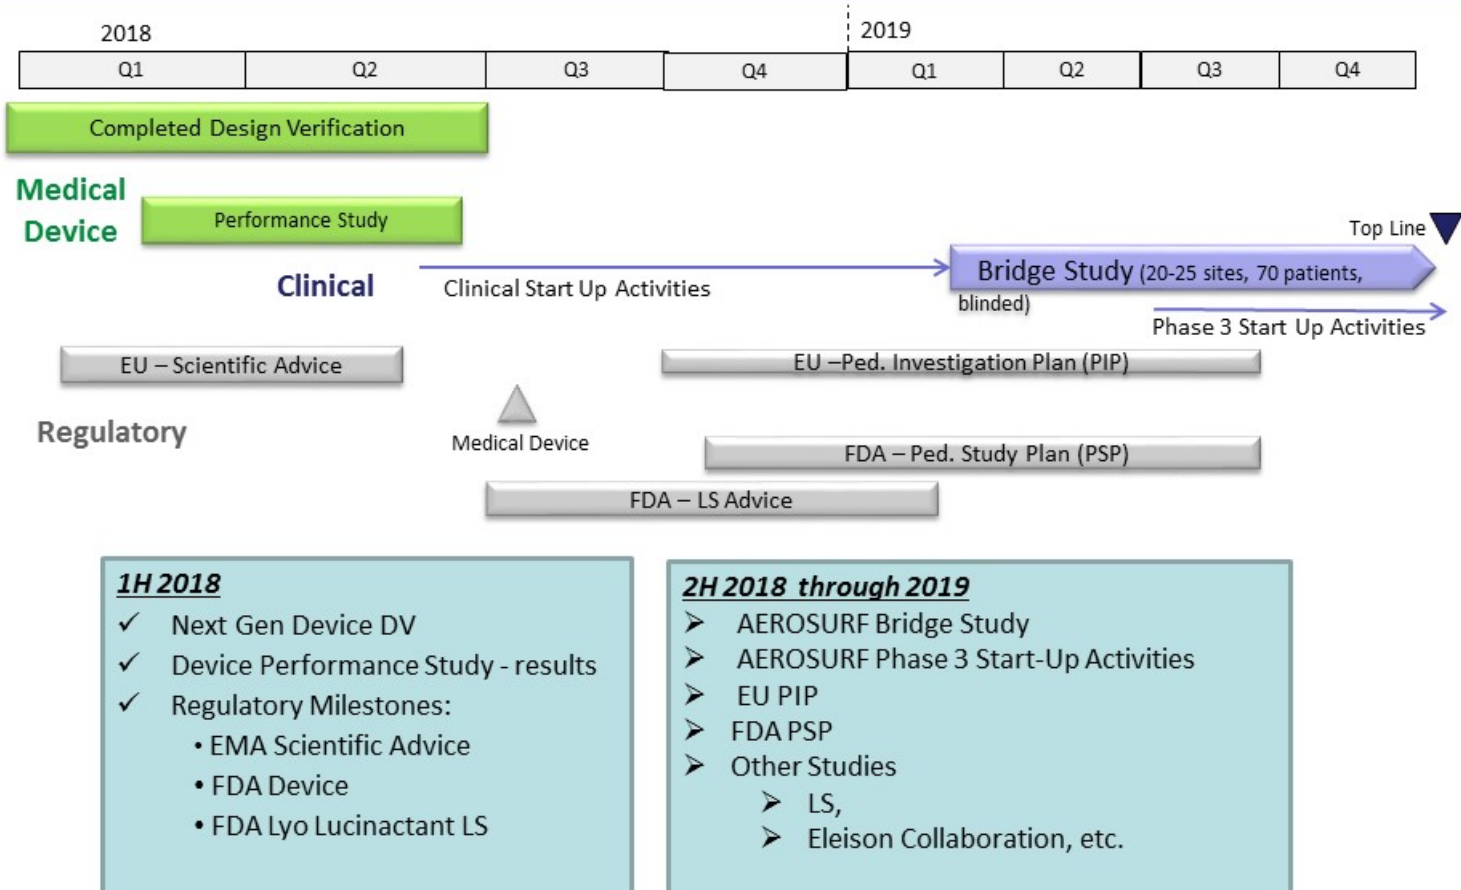 2018
2019
Q1
Q2
Q3
Q4
Q1
Q2
Q3
Q4
Completed Design Verification
Medical
Device
Performance Study
Top Line
Clinical
Clinical Start Up Activities
Bridge Study (20-25 sites, 70 patients,
blinded)
Phase 3 Start Up Activities
EU – Scientific Advice
EU –Ped. Investigation Plan (PIP)
Regulatory
Medical Device
FDA – Ped. Study Plan (PSP)
FDA – LS Advice
1H 2018
✓ Next Gen Device DV
✓ Device Performance Study - results
✓ Regulatory Milestones:
• EMA Scientific Advice
• FDA Device
• FDA Lyo Lucinactant LS
2H 2018 through 2019
➢ AEROSURF Bridge Study
➢ AEROSURF Phase 3 Start-Up Activities
➢ EU PIP
➢ FDA PSP
➢ Other Studies
➢ LS,
➢ Eleison Collaboration, etc.